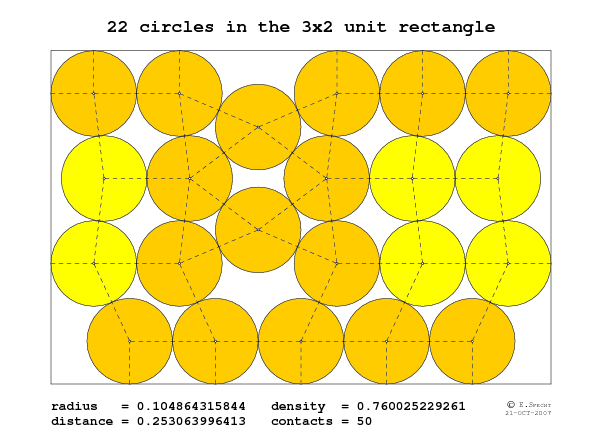 22 circles in the 3x2 unit rectangle
radius = 0.104864315844 density = 0.760025229261 © E.Specht
distance = 0.253063996413 contacts = 50 21-OCT-2007